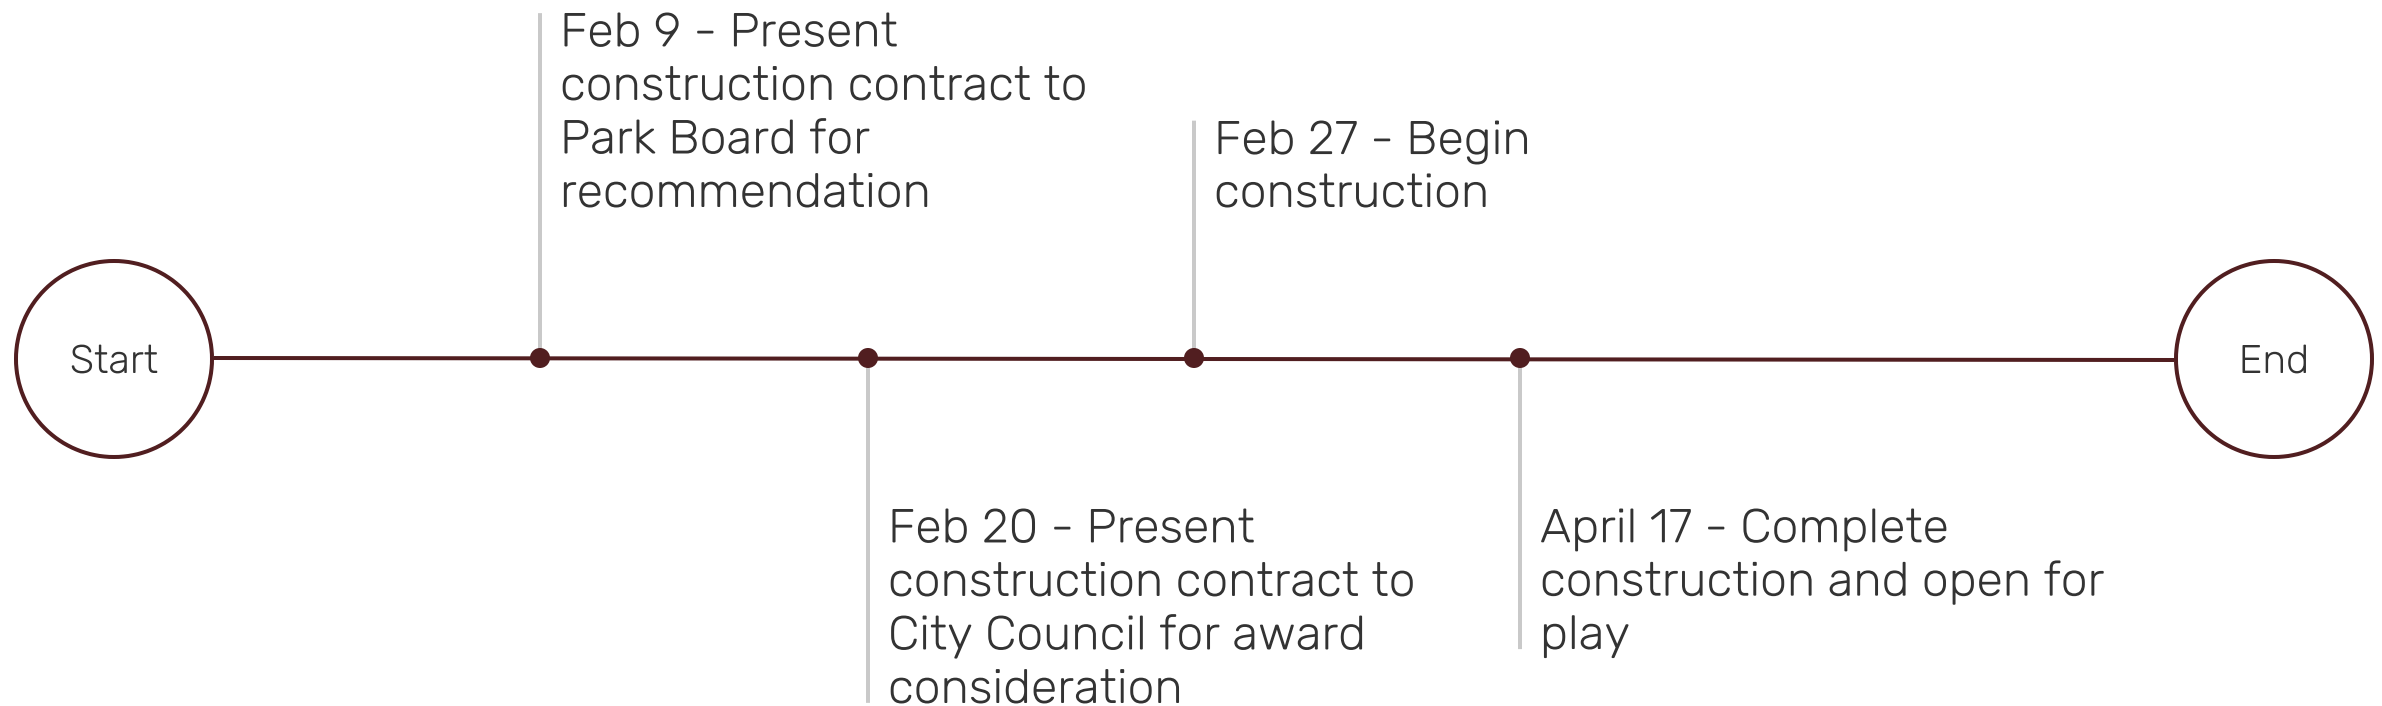 Start
Feb 9 - Present
construction contract to
Park Board for
recommendation
Feb 20 - Present
construction contract to
City Council for award
consideration
Feb 27 - Begin
construction
April 17 - Complete
construction and open for
play
End